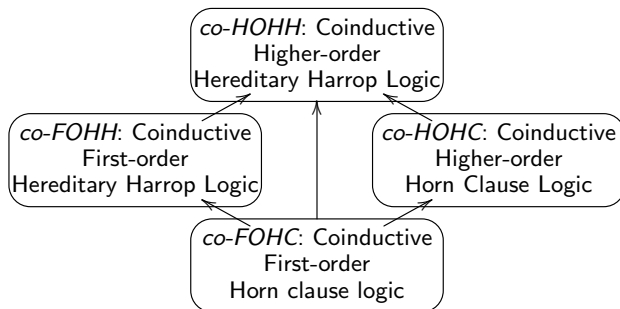 co-HOHH: Coinductive
Higher-order
Hereditary Harrop Logic
co-FOHH: Coinductive
First-order
Hereditary Harrop Logic
co-HOHC: Coinductive
Higher-order
Horn Clause Logic
co-FOHC: Coinductive
First-order
Horn clause logic